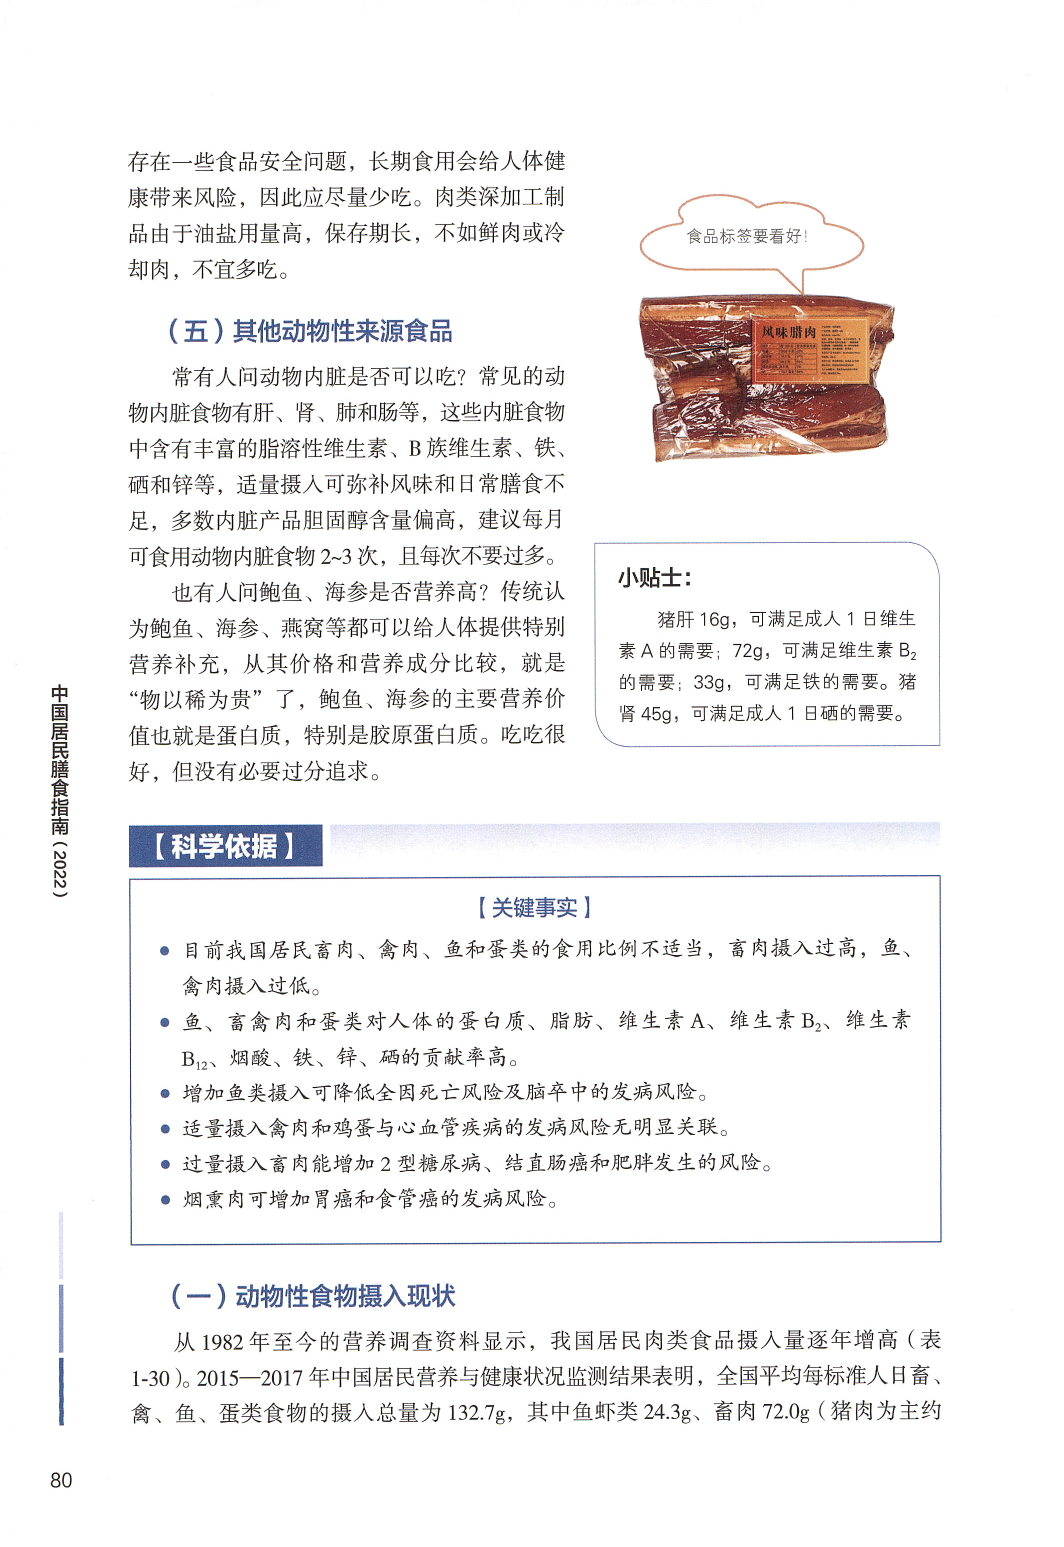 存在一些食品安全问题，长期食用会给人体健
康带来风险，因此应尽量少吃。肉类深加工制
品由于油盐用量高，保存期长，不如鲜肉或冷
却肉，不宜多吃。
食品标签要看好！
风味腊肉
（五）其他动物性来源食品
常有人问动物内脏是否可以吃？常见的动
物内脏食物有肝、肾、肺和肠等，这些内脏食物
中含有丰富的脂溶性维生素、B 族维生素、铁、
硒和锌等，适量摄入可弥补风味和日常膳食不
足，多数内脏产品胆固醇含量偏高，建议每月
可食用动物内脏食物 2~3 次，且每次不要过多。
也有人问鲍鱼、海参是否营养高？传统认
为鲍鱼、海参、燕窝等都可以给人体提供特别
营养补充，从其价格和营养成分比较，就是
“物以稀为贵”了，鲍鱼、海参的主要营养价
值也就是蛋白质，特别是胶原蛋白质。吃吃很
好，但没有必要过分追求。
小贴士：
猪肝 16g，可满足成人 1 日维生
素 A 的需要；72g，可满足维生素 B₂
的需要；33g，可满足铁的需要。猪
肾 45g，可满足成人 1 日硒的需要。
中国居民膳食指南（2022）
【科学依据】
【关键事实】
● 目前我国居民畜肉、禽肉、鱼和蛋类的食用比例不适当，畜肉摄入过高，鱼、
禽肉摄入过低。
● 鱼、畜禽肉和蛋类对人体的蛋白质、脂肪、维生素 A、维生素 B₂、维生素
B₁₂、烟酸、铁、锌、硒的贡献率高。
● 增加鱼类摄入可降低全因死亡风险及脑卒中的发病风险。
● 适量摄入禽肉和鸡蛋与心血管疾病的发病风险无明显关联。
● 过量摄入畜肉能增加 2 型糖尿病、结直肠癌和肥胖发生的风险。
● 烟熏肉可增加胃癌和食管癌的发病风险。
（一）动物性食物摄入现状
从 1982 年至今的营养调查资料显示，我国居民肉类食品摄入量逐年增高（表
1-30）。2015—2017 年中国居民营养与健康状况监测结果表明，全国平均每标准人日畜、
禽、鱼、蛋类食物的摄入总量为 132.7g，其中鱼虾类 24.3g、畜肉 72.0g（猪肉为主约
80